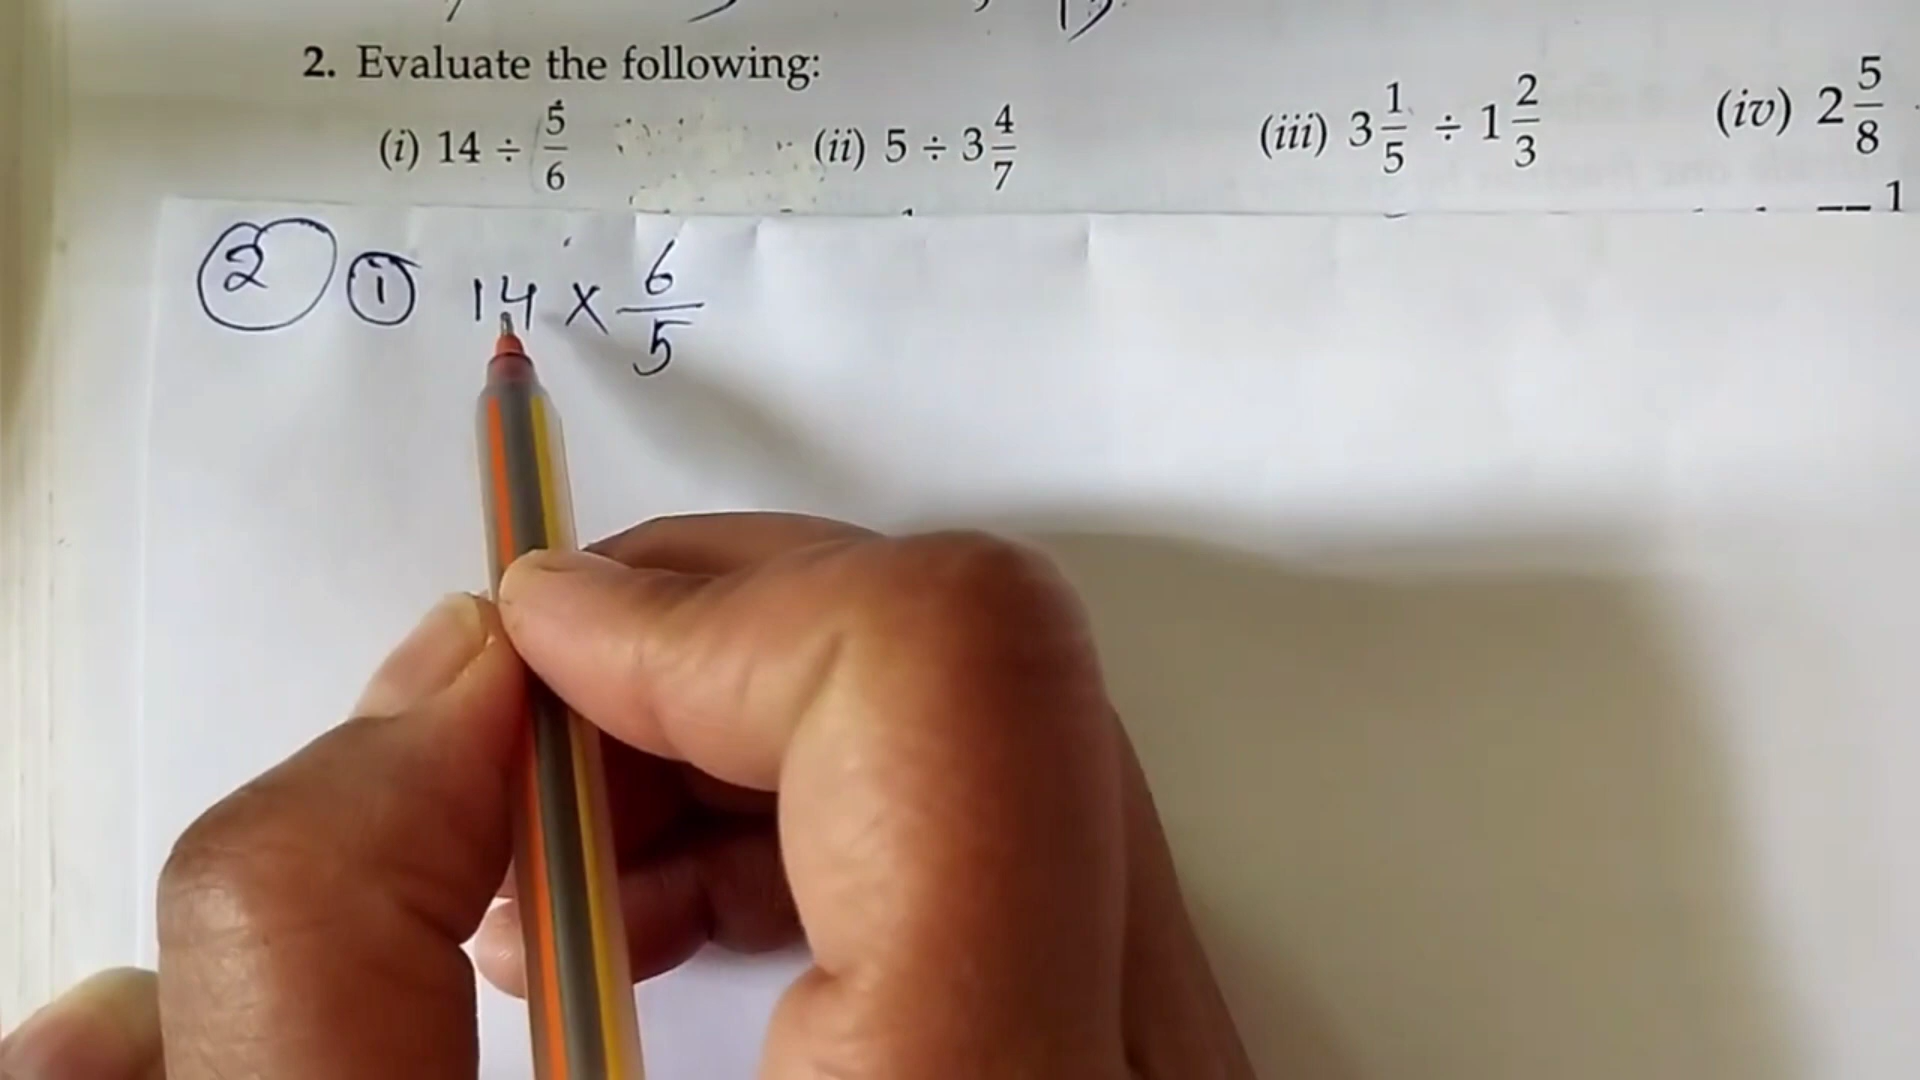 2. Evaluate the following:
(i) 14 ÷ 5/6 (ii) 5 ÷ 3 4/7 (iii) 3 1/5 ÷ 1 2/3 (iv) 2 5/8
1
2 i 14 × 6/5